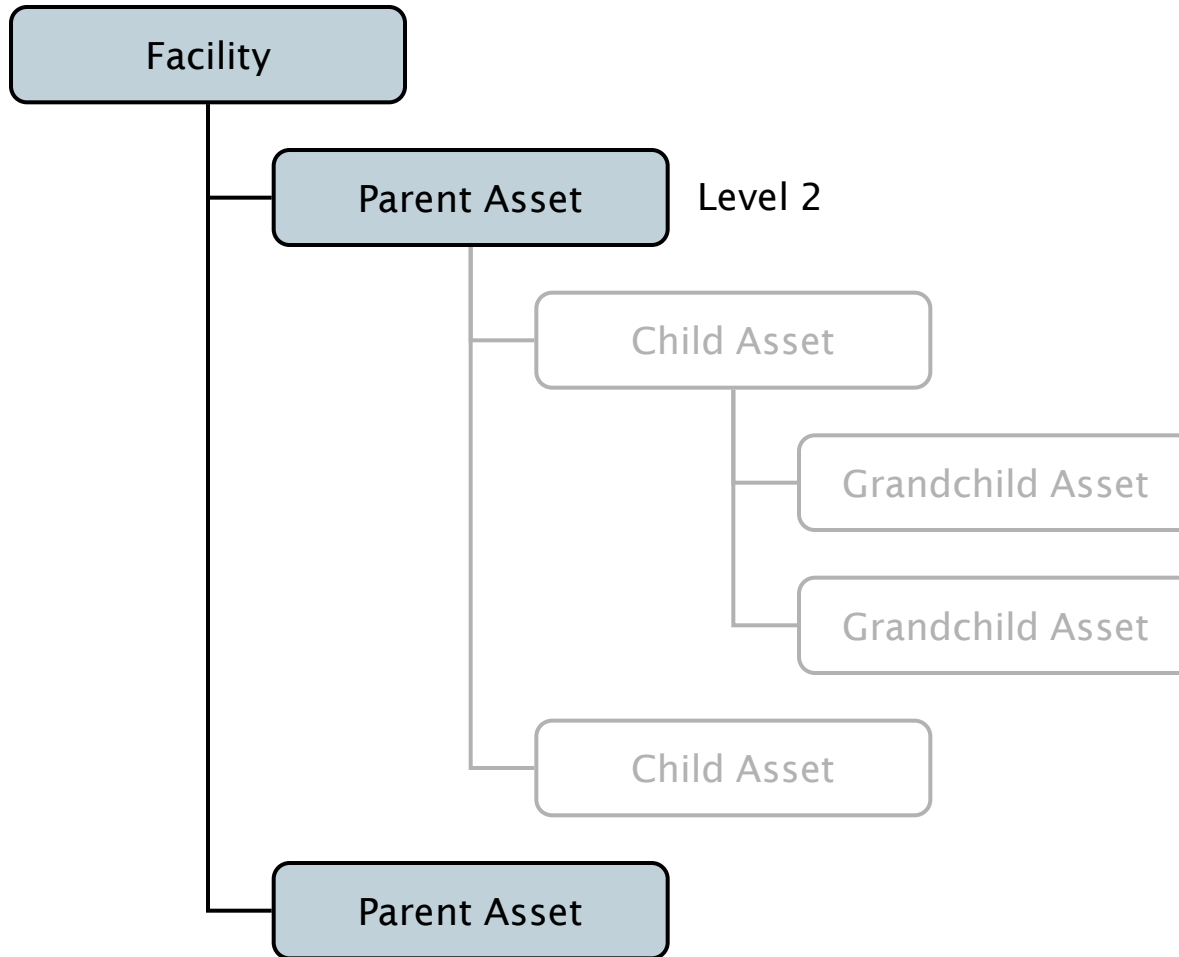 Facility
Parent Asset
Level 2
Child Asset
Grandchild Asset
Grandchild Asset
Child Asset
Parent Asset